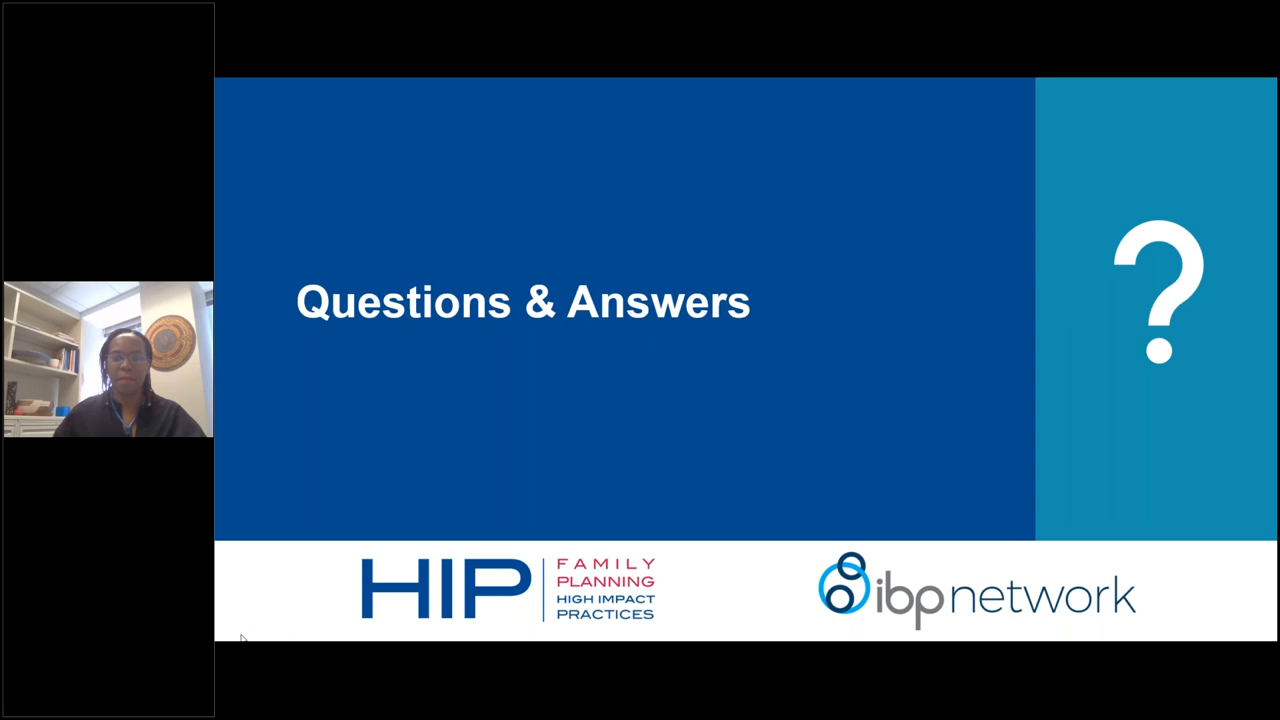 Questions & Answers
?
HIP
FAMILY
PLANNING
HIGH IMPACT
PRACTICES
ibpnetwork